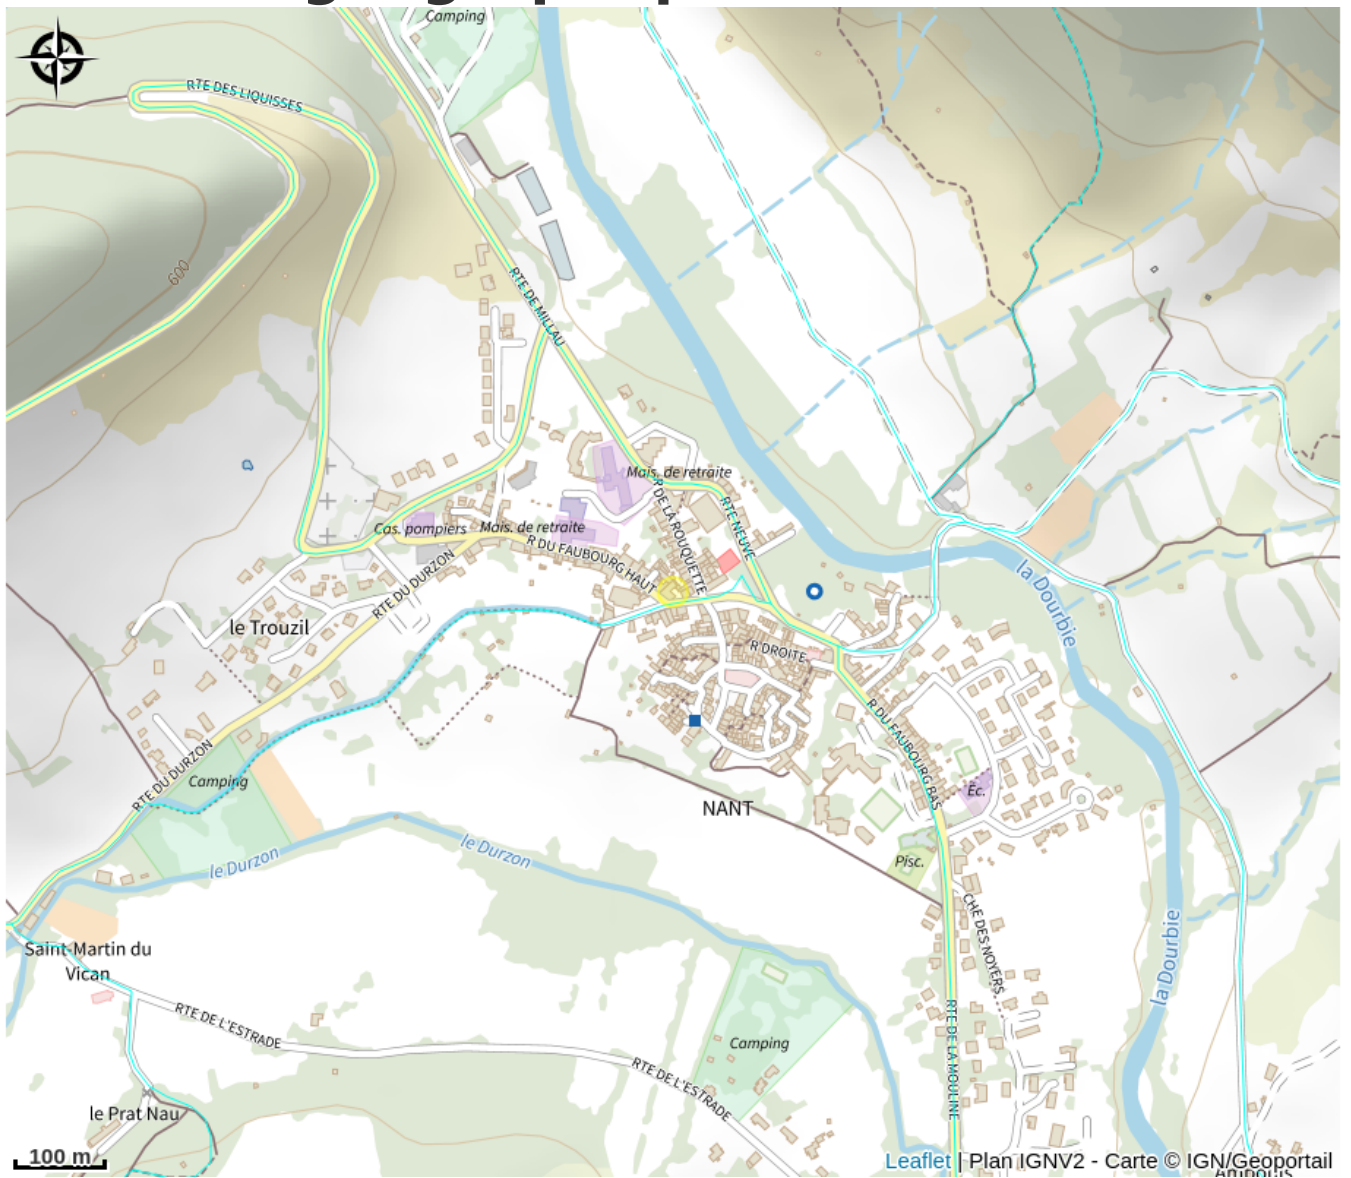 Camping
RTE DES LIQUISSES
600
RTE DE MILLAU
Mais. de retraite
R DE LA ROUQUETTE
RTE NEUVE
Cas. pompiers
Mais. de retraite
R DU FAUBOURG HAUT
RTE DU DURZON
le Trouzil
la Dourbie
R DROITE
R DU FAUBOURG BAS
RTE DU DURZON
Camping
Éc.
NANT
le Durzon
le Durzon
Pisc.
CHE DES NOYERS
la Dourbie
Saint-Martin du
Vican
RTE DE L'ESTRADE
RTE DE LA MOULINE
Camping
RTE DE L'ESTRADE
le Prat Nau
100 m
Leaflet | Plan IGNV2 - Carte © IGN/Geoportail